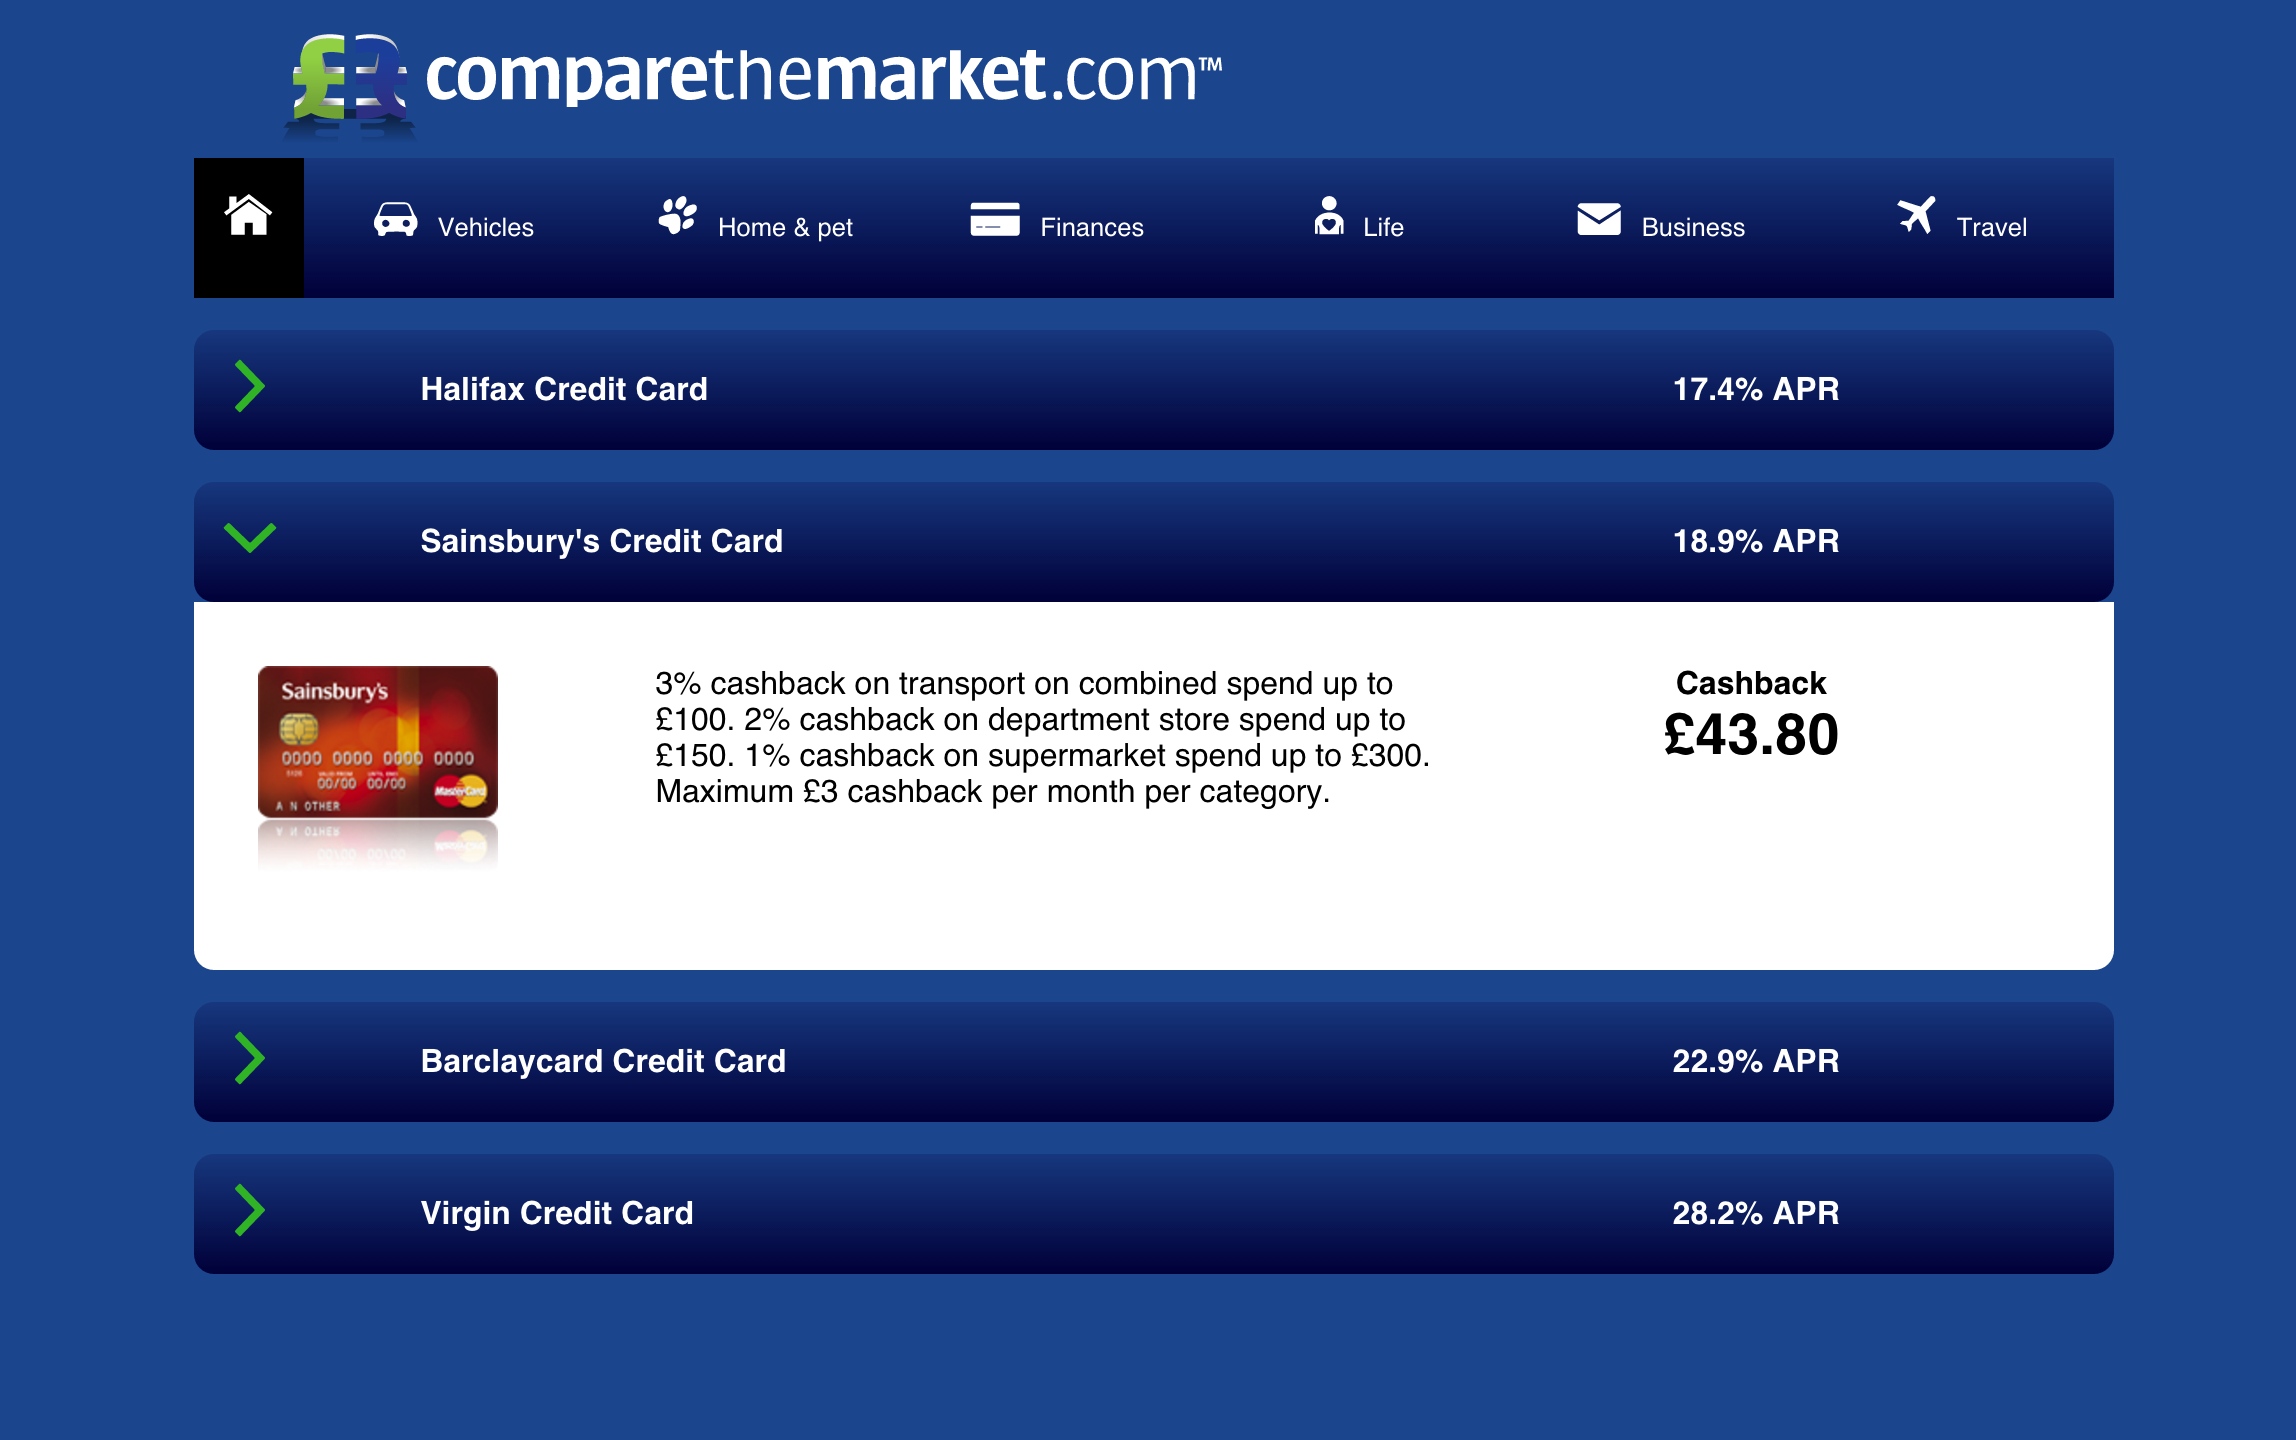 comparethemarket.com™
Vehicles
Home & pet
Finances
Life
Business
Travel
Halifax Credit Card
17.4% APR
Sainsbury's Credit Card
18.9% APR
Sainsbury's
0000 0000 0000 0000
VALID FROM
00/00 00/00
MasterCard
A N OTHER
3% cashback on transport on combined spend up to
£100. 2% cashback on department store spend up to
£150. 1% cashback on supermarket spend up to £300.
Maximum £3 cashback per month per category.
Cashback
£43.80
Barclaycard Credit Card
22.9% APR
Virgin Credit Card
28.2% APR